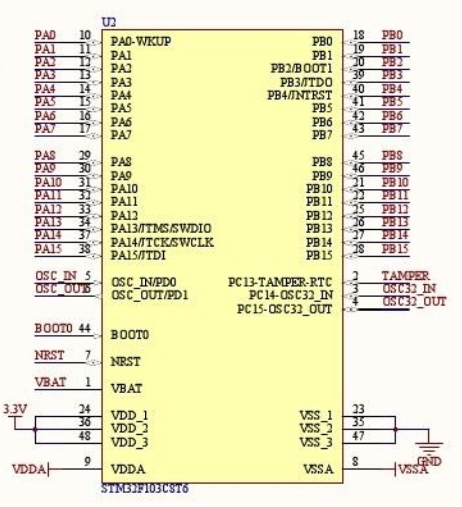 U2
PA0 10 PA0-WKUP PB0 18 PB0
PA1 11 PA1 PB1 19 PB1
PA2 12 PA2 PB2/BOOT1 20 PB2
PA3 13 PA3 PB3/JTDO 39 PB3
PA4 14 PA4 PB4/JNTRST 40 PB4
PA5 15 PA5 PB5 41 PB5
PA6 16 PA6 PB6 42 PB6
PA7 17 PA7 PB7 43 PB7
PA8 29 PA8 PB8 45 PB8
PA9 30 PA9 PB9 46 PB9
PA10 31 PA10 PB10 21 PB10
PA11 32 PA11 PB11 22 PB11
PA12 33 PA12 PB12 25 PB12
PA13 34 PA13/JTMS/SWDIO PB13 26 PB13
PA14 37 PA14/JTCK/SWCLK PB14 27 PB14
PA15 38 PA15/JTDI PB15 28 PB15
OSC_IN 5 OSC_IN/PD0 PC13-TAMPER-RTC 2 TAMPER
OSC_OUT 6 OSC_OUT/PD1 PC14-OSC32_IN 3 OSC32_IN
PC15-OSC32_OUT 4 OSC32_OUT
BOOT0 44 BOOT0
NRST 7 NRST
VBAT 1 VBAT
3.3V 24 VDD_1 VSS_1 23
36 VDD_2 VSS_2 35
48 VDD_3 VSS_3 47
GND
VDDA 9 VDDA VSSA 8 VSSA
STM32F103C8T6